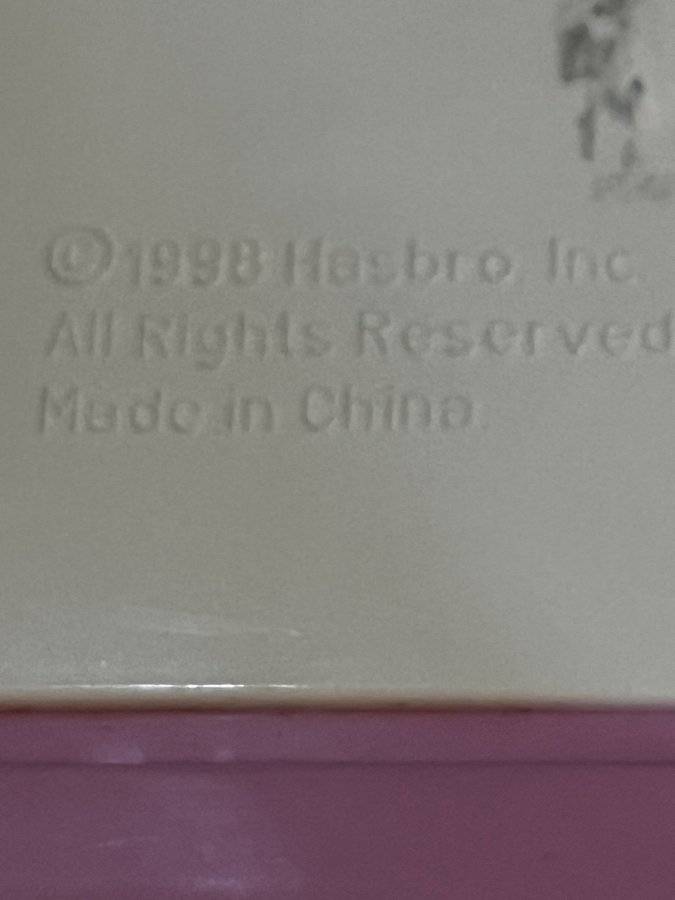 ©1998 Hasbro, Inc.
All Rights Reserved
Made in China.